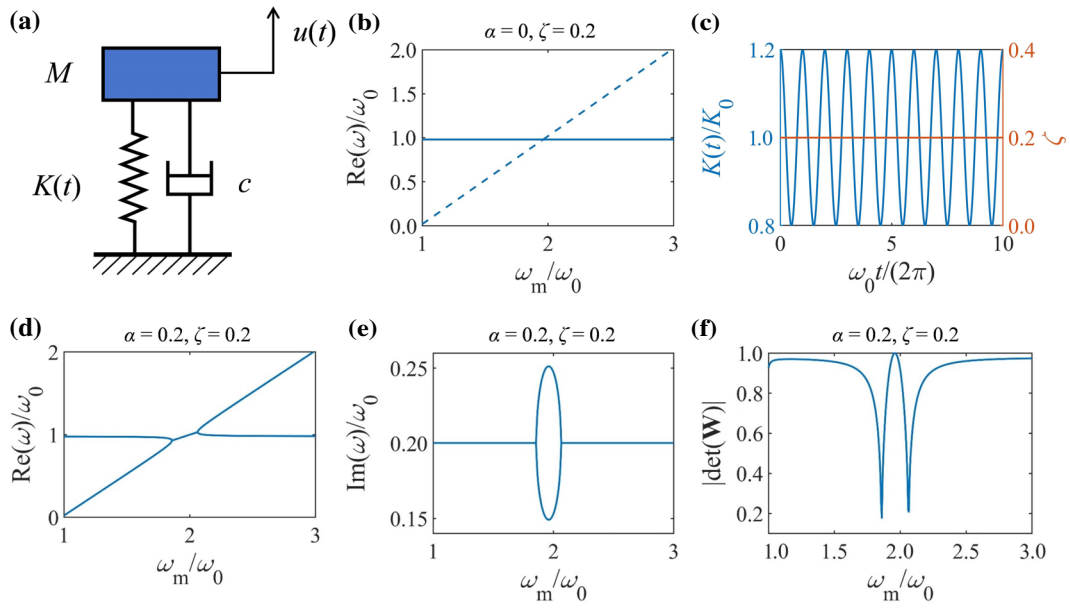 (a)
u(t)
M
K(t)
c
(b)
α = 0, ζ = 0.2
2.0
1.5
1.0
0.5
0.0
Re(ω)/ω₀
1
2
3
ωₘ/ω₀
(c)
1.2
1.0
0.8
K(t)/K₀
0.4
0.2
0.0
ζ
0
5
10
ω₀t/(2π)
(d)
α = 0.2, ζ = 0.2
2
1
0
Re(ω)/ω₀
1
2
3
ωₘ/ω₀
(e)
α = 0.2, ζ = 0.2
0.25
0.20
0.15
Im(ω)/ω₀
1
2
3
ωₘ/ω₀
(f)
α = 0.2, ζ = 0.2
1.0
0.8
0.6
0.4
0.2
|det(W)|
1.0
1.5
2.0
2.5
3.0
ωₘ/ω₀